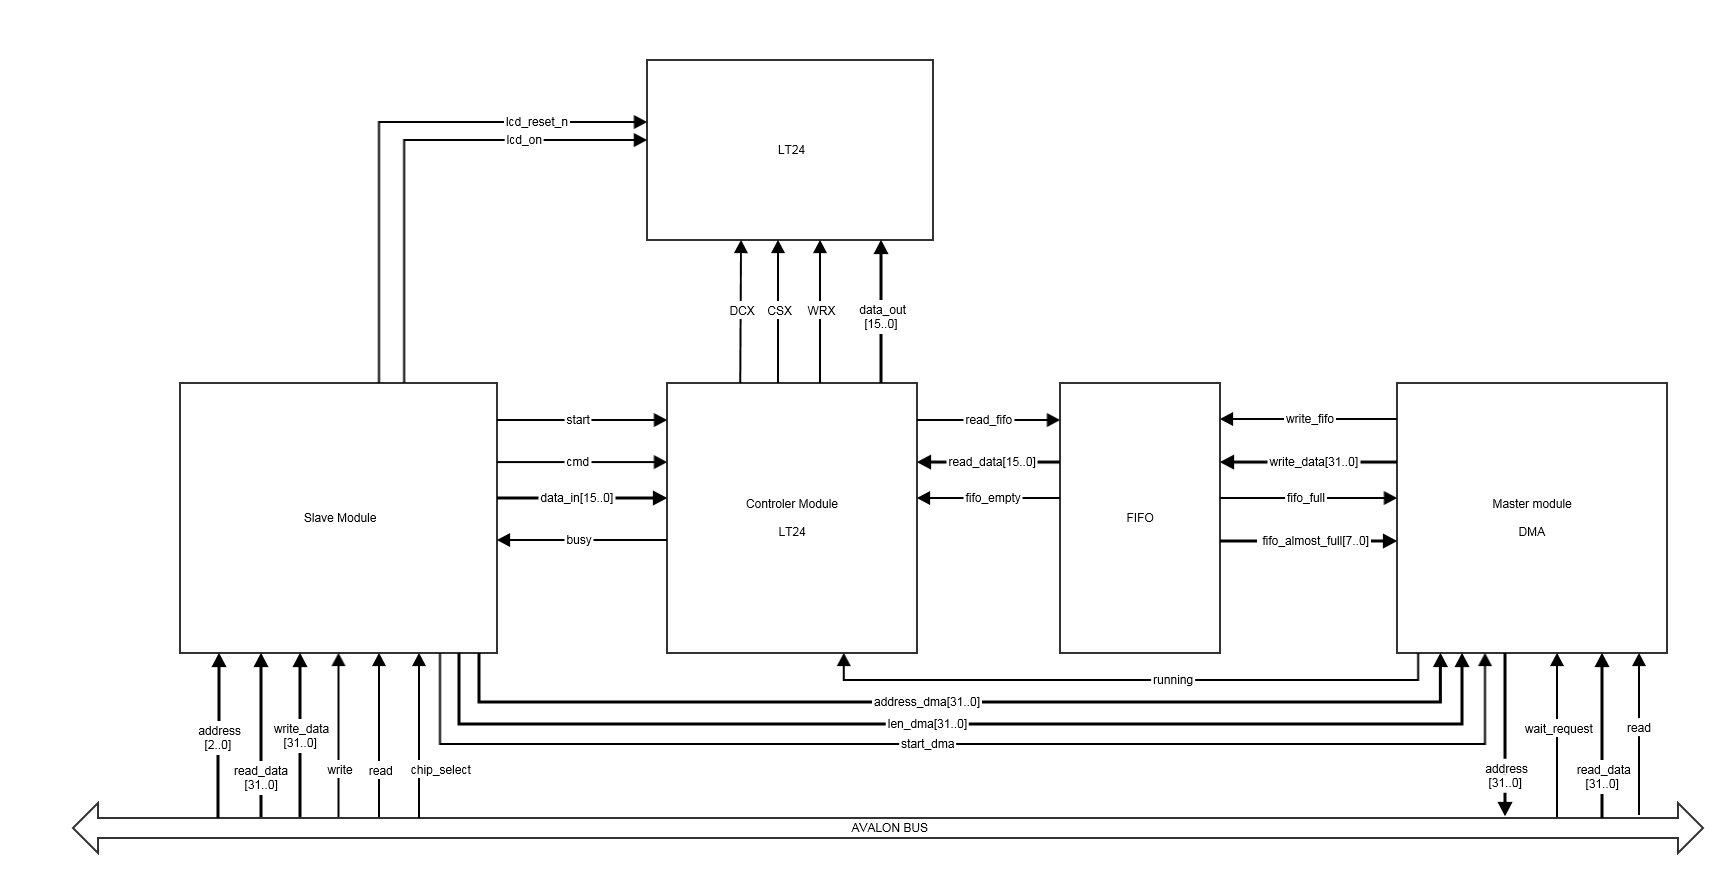 lcd_reset_n
lcd_on
LT24
DCX
CSX
WRX
data_out
[15..0]
start
cmd
data_in[15..0]
busy
Slave Module
Controler Module
LT24
read_fifo
read_data[15..0]
fifo_empty
FIFO
write_fifo
write_data[31..0]
fifo_full
fifo_almost_full[7..0]
Master module
DMA
running
address_dma[31..0]
len_dma[31..0]
start_dma
address
[2..0]
read_data
[31..0]
write_data
[31..0]
write
read
chip_select
address
[31..0]
wait_request
read_data
[31..0]
read
AVALON BUS